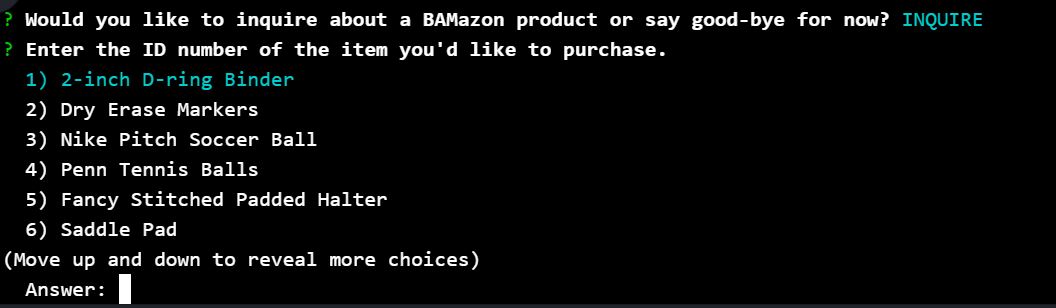 ? Would you like to inquire about a BAMazon product or say good-bye for now? INQUIRE
? Enter the ID number of the item you'd like to purchase.
1) 2-inch D-ring Binder
2) Dry Erase Markers
3) Nike Pitch Soccer Ball
4) Penn Tennis Balls
5) Fancy Stitched Padded Halter
6) Saddle Pad
(Move up and down to reveal more choices)
Answer: